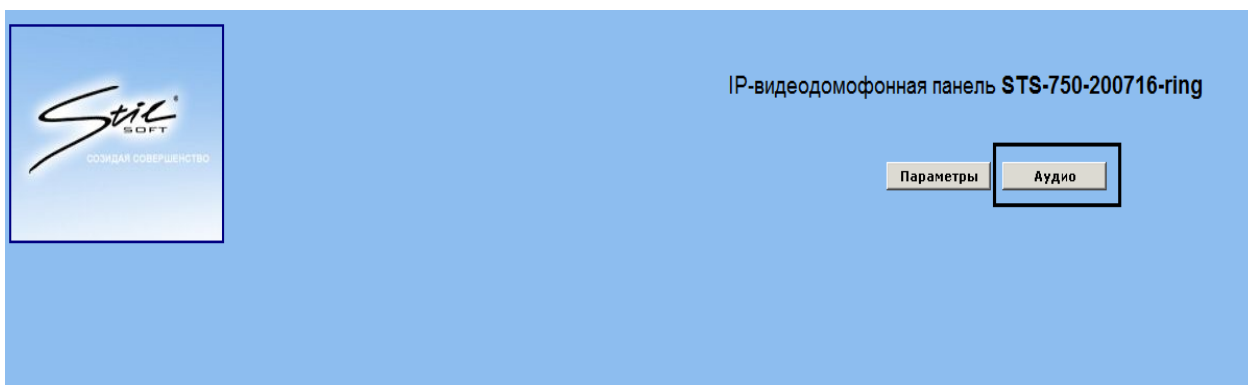 Stil®
SOFT
СОЗИДАЯ СОВЕРШЕНСТВО
IP-видеодомофонная панель STS-750-200716-ring
Параметры
Аудио